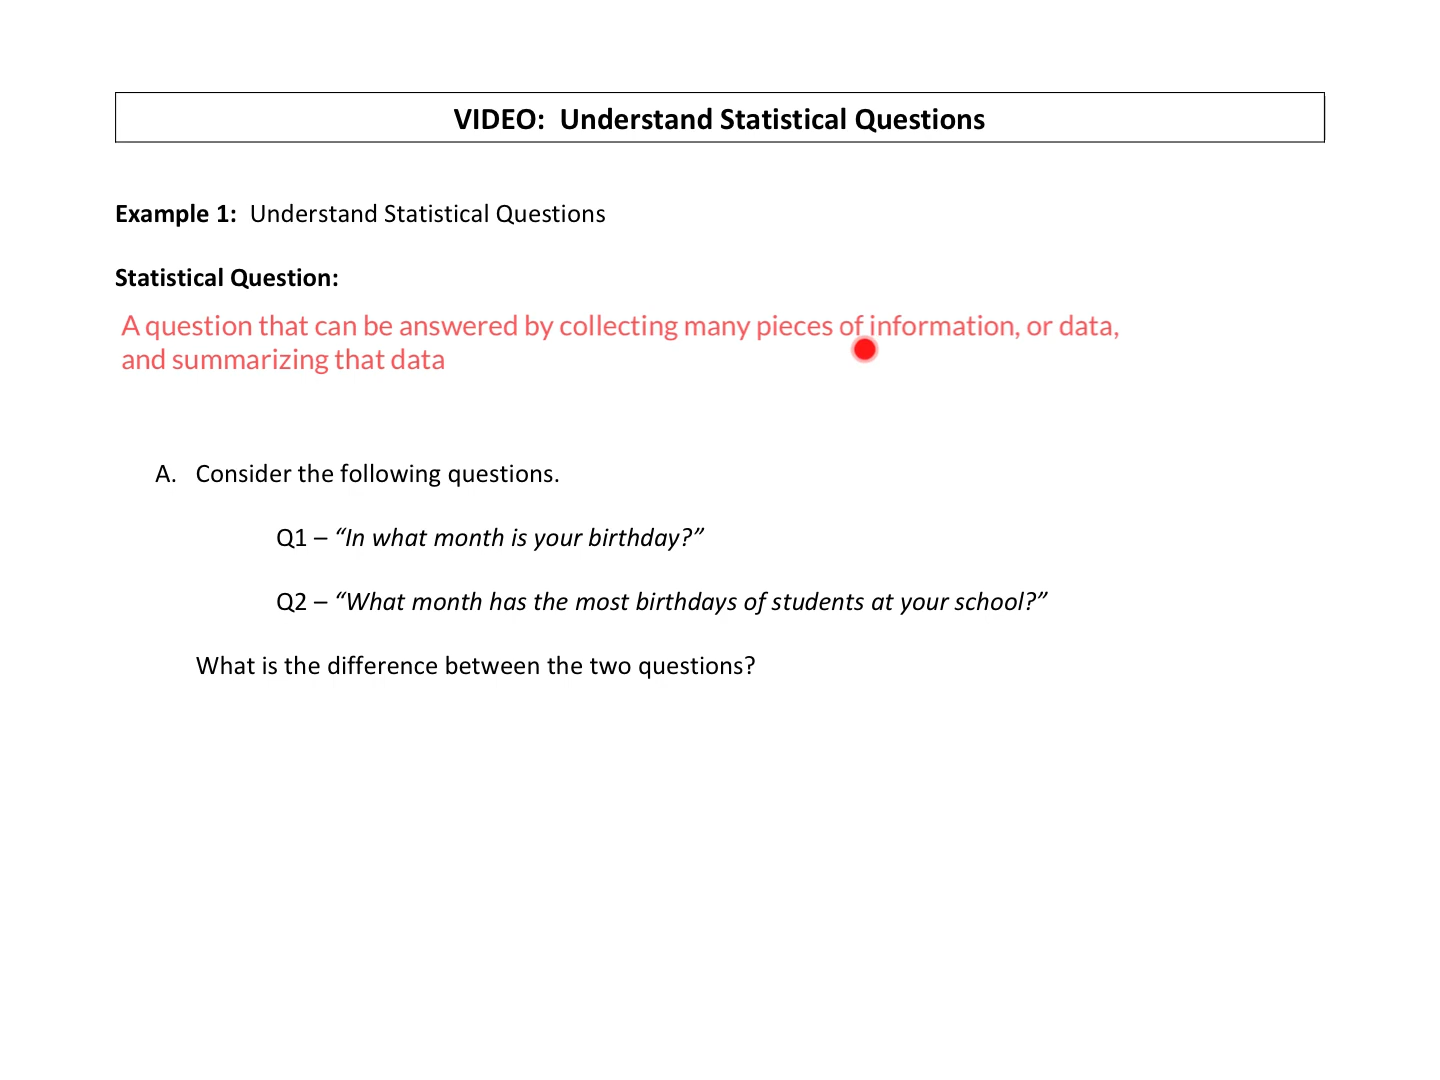 VIDEO:  Understand Statistical Questions
Example 1:  Understand Statistical Questions
Statistical Question:
A question that can be answered by collecting many pieces of information, or data,
and summarizing that data
A.   Consider the following questions.
Q1 – “In what month is your birthday?”
Q2 – “What month has the most birthdays of students at your school?”
What is the difference between the two questions?